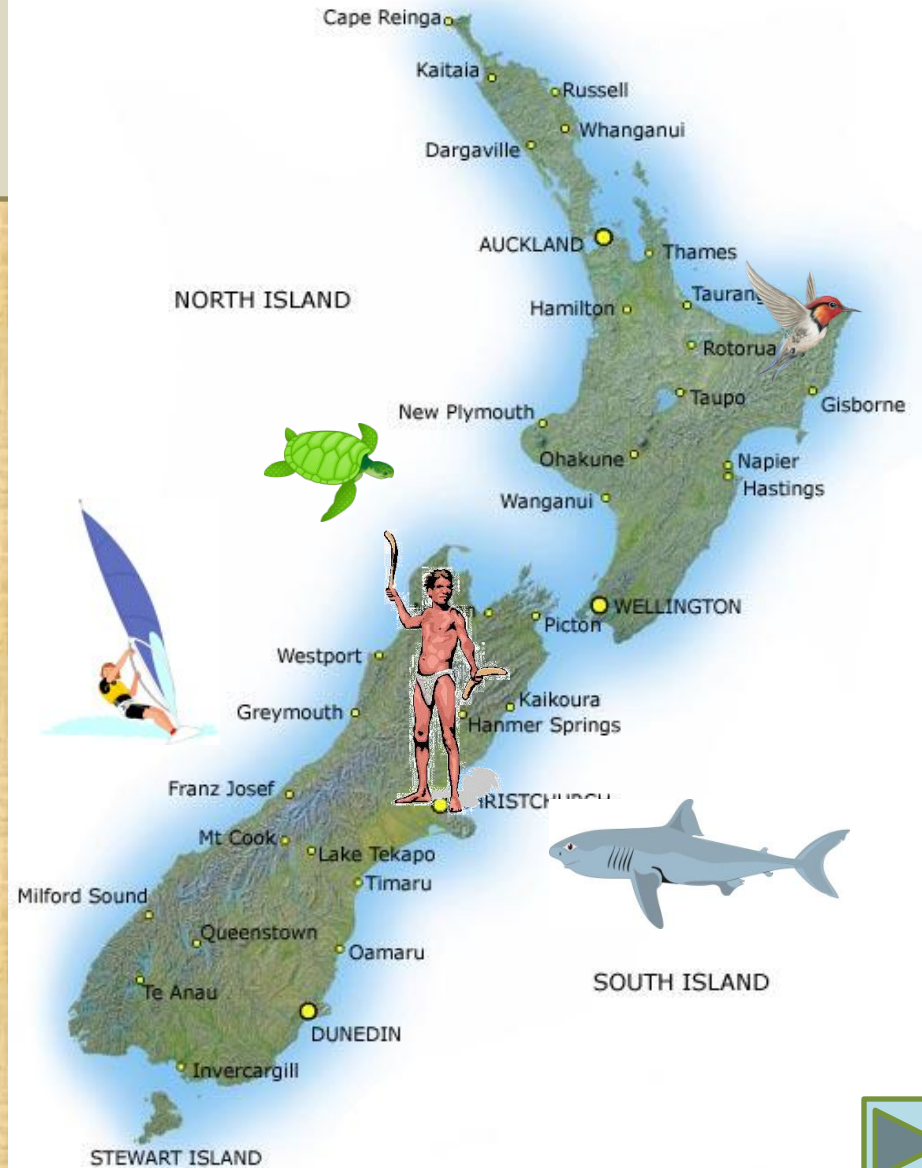 Cape Reinga
Kaitaia
Russell
Whanganui
Dargaville
AUCKLAND
Thames
NORTH ISLAND
Taurang
Hamilton
Rotorua
Taupo
Gisborne
New Plymouth
Ohakune
Napier
Hastings
Wanganui
WELLINGTON
Picton
Westport
Kaikoura
Greymouth
Hanmer Springs
Franz Josef
HRISTCHURCH
Mt Cook
Lake Tekapo
Timaru
Milford Sound
Queenstown
Oamaru
SOUTH ISLAND
Te Anau
DUNEDIN
Invercargill
STEWART ISLAND